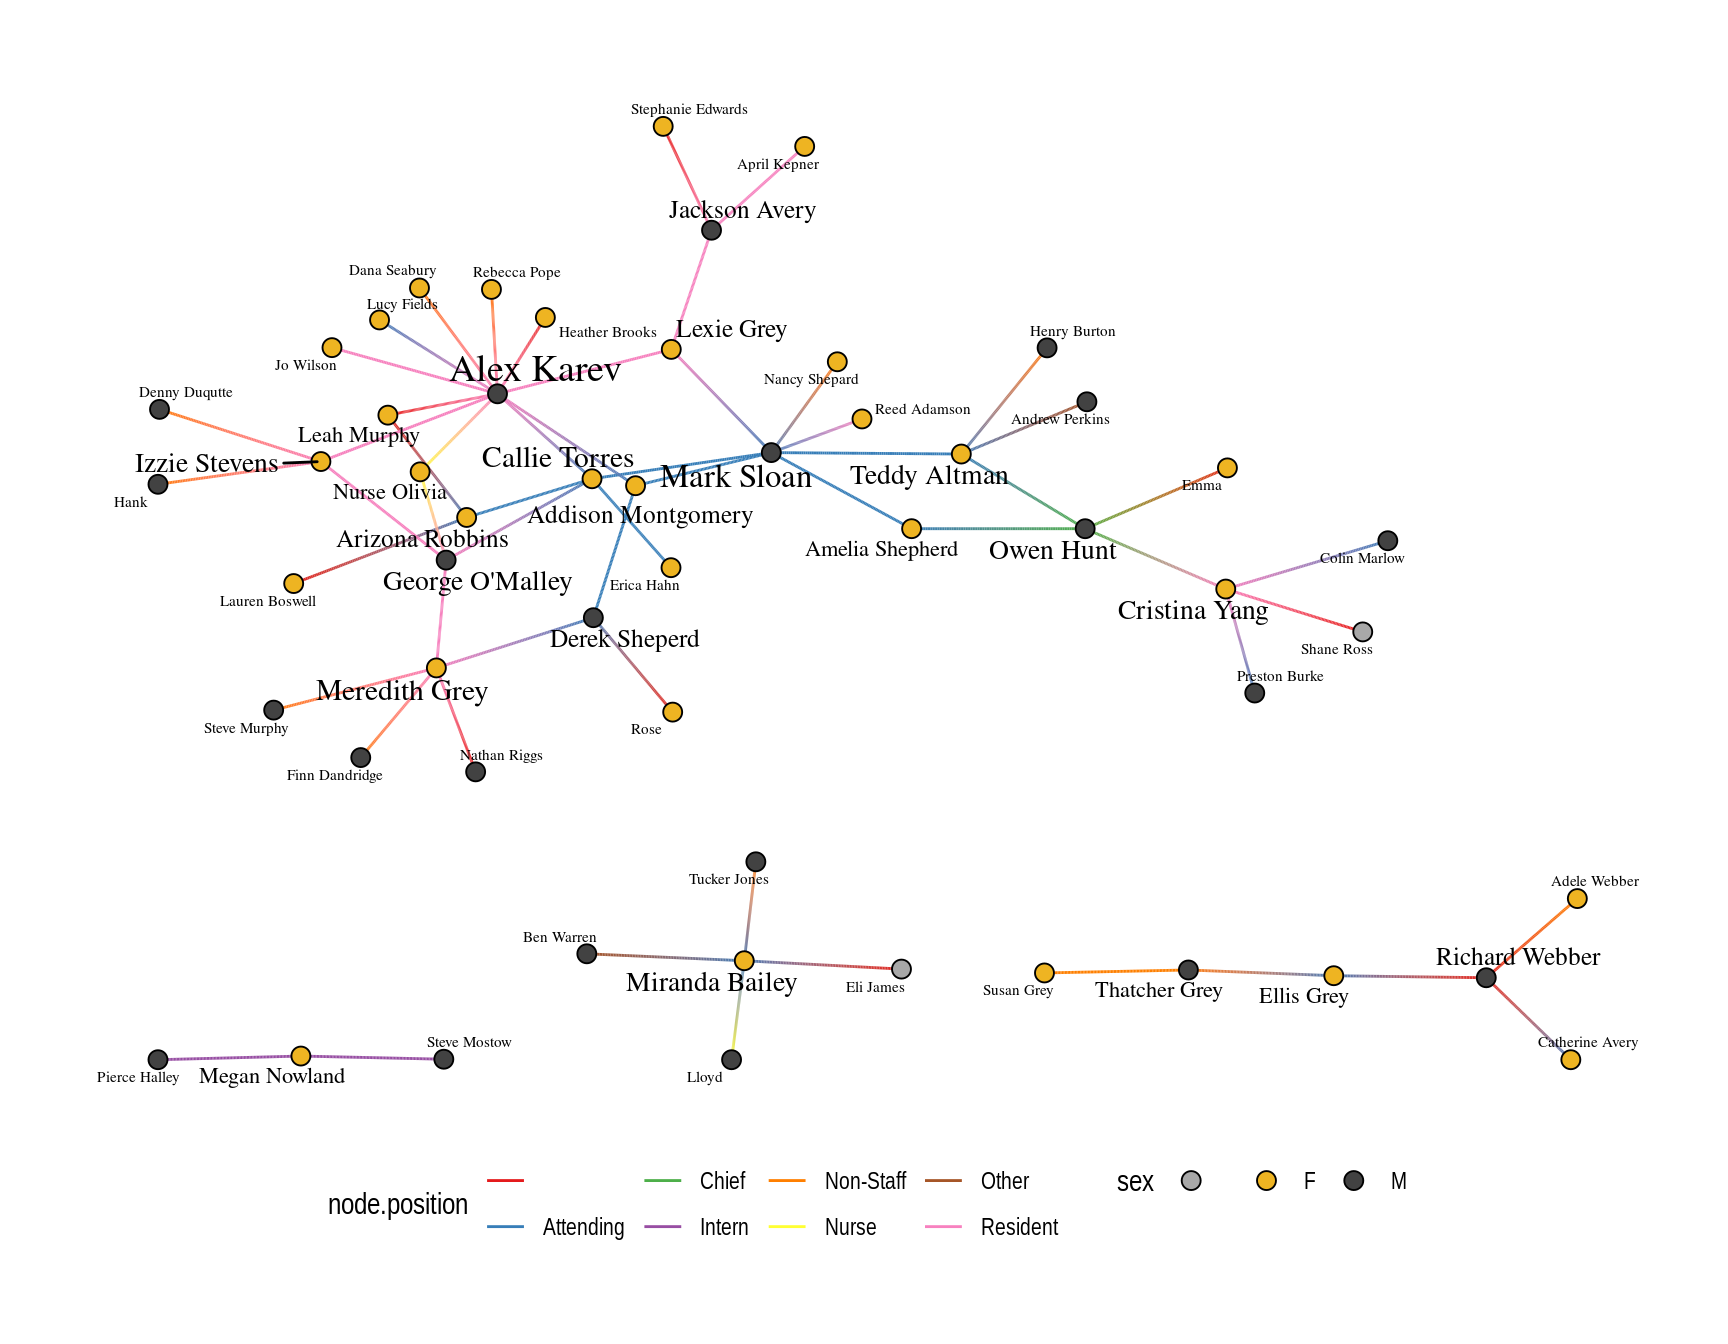 Stephanie Edwards
April Kepner
Jackson Avery
Dana Seabury
Rebecca Pope
Lucy Fields
Heather Brooks
Lexie Grey
Henry Burton
Jo Wilson
Alex Karev
Nancy Shepard
Denny Duqutte
Reed Adamson
Andrew Perkins
Leah Murphy
Izzie Stevens
Callie Torres
Mark Sloan
Teddy Altman
Emma
Hank
Nurse Olivia
Addison Montgomery
Arizona Robbins
Amelia Shepherd
Owen Hunt
Colin Marlow
George O'Malley
Erica Hahn
Lauren Boswell
Cristina Yang
Derek Sheperd
Shane Ross
Preston Burke
Meredith Grey
Steve Murphy
Rose
Nathan Riggs
Finn Dandridge
Tucker Jones
Adele Webber
Ben Warren
Richard Webber
Miranda Bailey
Eli James
Susan Grey
Thatcher Grey
Ellis Grey
Steve Mostow
Catherine Avery
Pierce Halley
Megan Nowland
Lloyd
node.position
Chief
Non-Staff
Other
Attending
Intern
Nurse
Resident
sex
F
M